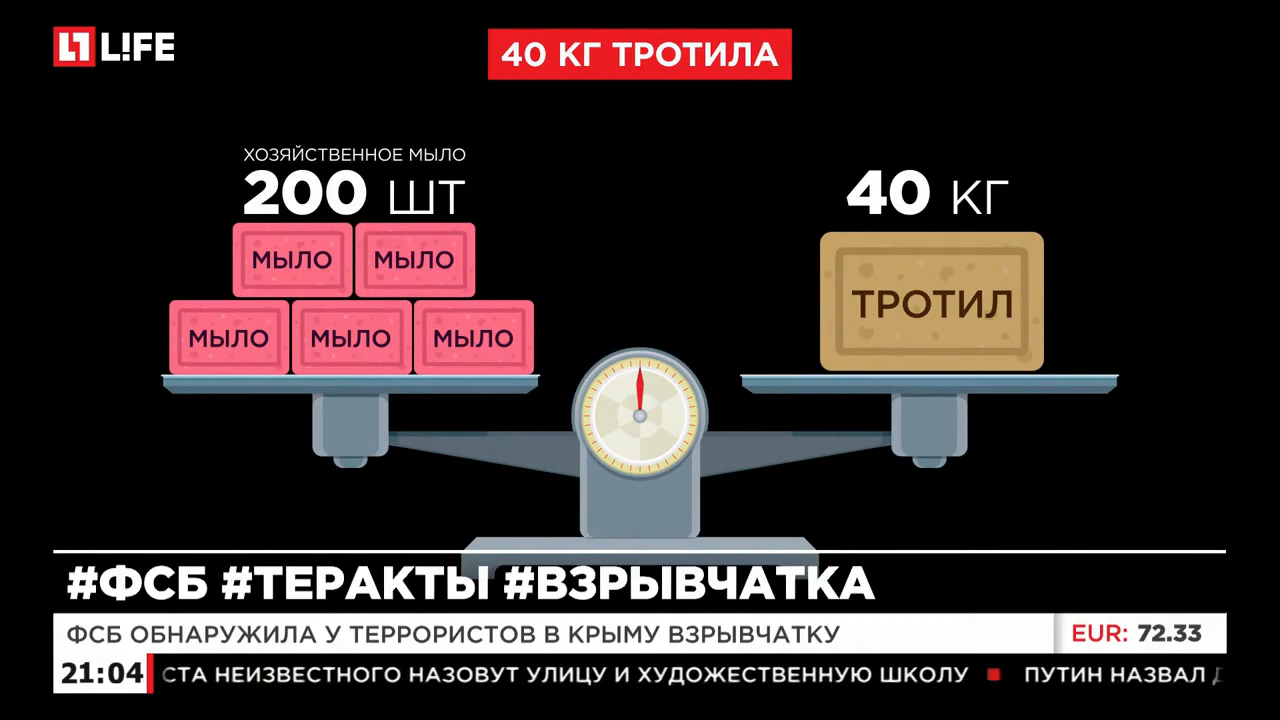 L!FE
40 КГ ТРОТИЛА
ХОЗЯЙСТВЕННОЕ МЫЛО
200 ШТ
40 КГ
МЫЛО МЫЛО
МЫЛО МЫЛО МЫЛО
ТРОТИЛ
#ФСБ #ТЕРАКТЫ #ВЗРЫВЧАТКА
ФСБ ОБНАРУЖИЛА У ТЕРРОРИСТОВ В КРЫМУ ВЗРЫВЧАТКУ
EUR: 72.33
21:04
СТА НЕИЗВЕСТНОГО НАЗОВУТ УЛИЦУ И ХУДОЖЕСТВЕННУЮ ШКОЛУ ПУТИН НАЗВАЛ